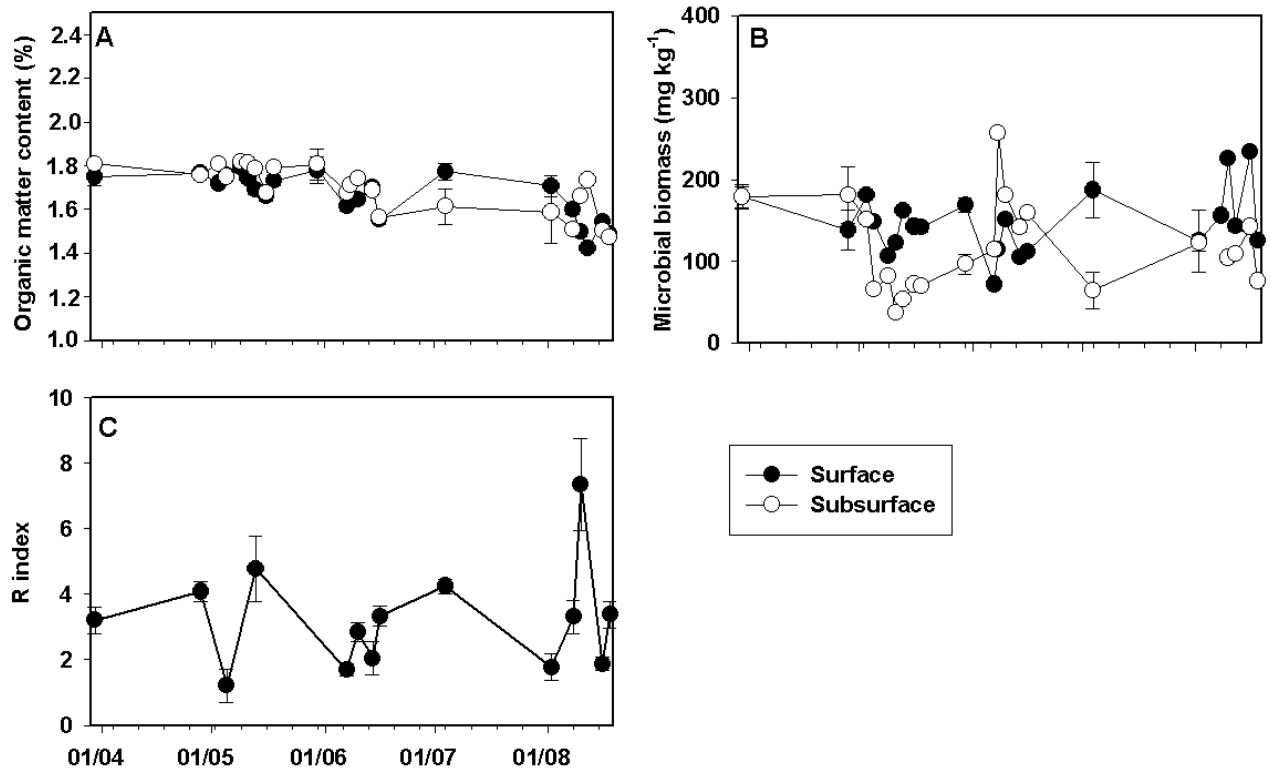 A
Organic matter content (%)
2.4
2.2
2.0
1.8
1.6
1.4
1.2
1.0
B
Microbial biomass (mg kg⁻¹)
400
300
200
100
0
C
R index
10
8
6
4
2
0
01/04 01/05 01/06 01/07 01/08
Surface
Subsurface